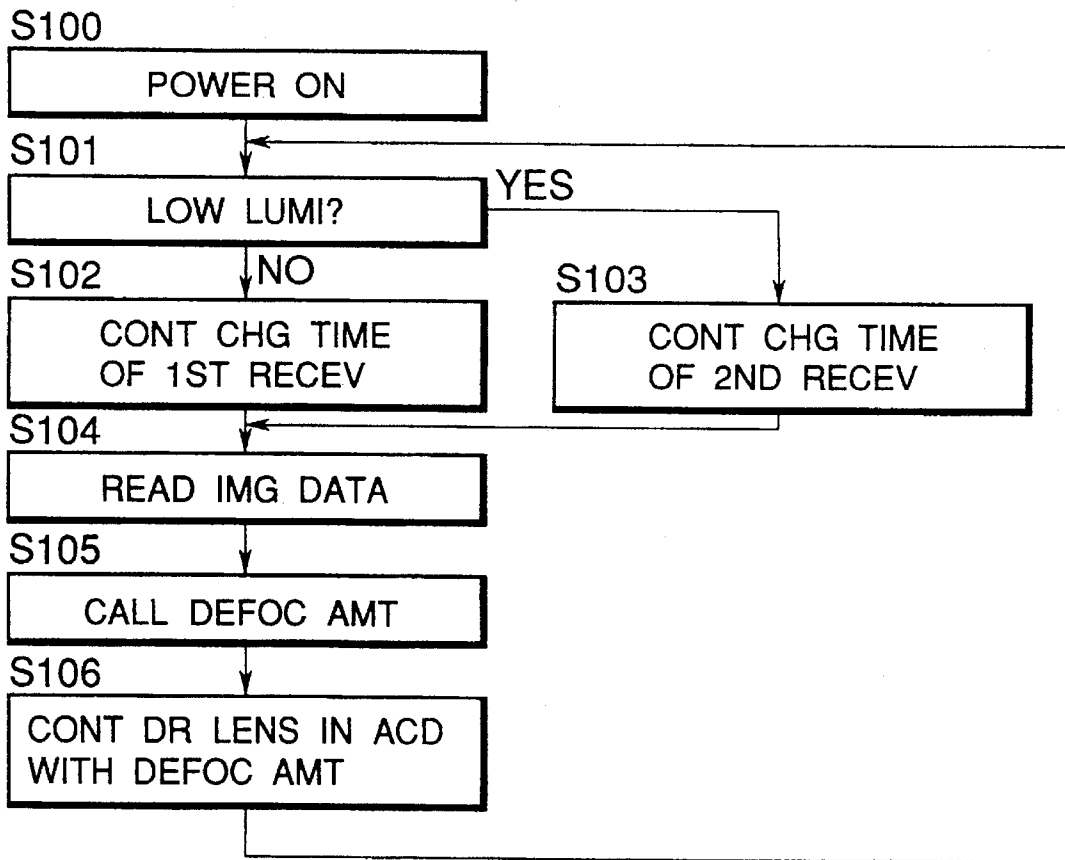 S100
POWER ON
S101
LOW LUMI?
YES
NO
S102
CONT CHG TIME
OF 1ST RECEV
S103
CONT CHG TIME
OF 2ND RECEV
S104
READ IMG DATA
S105
CALL DEFOC AMT
S106
CONT DR LENS IN ACD
WITH DEFOC AMT